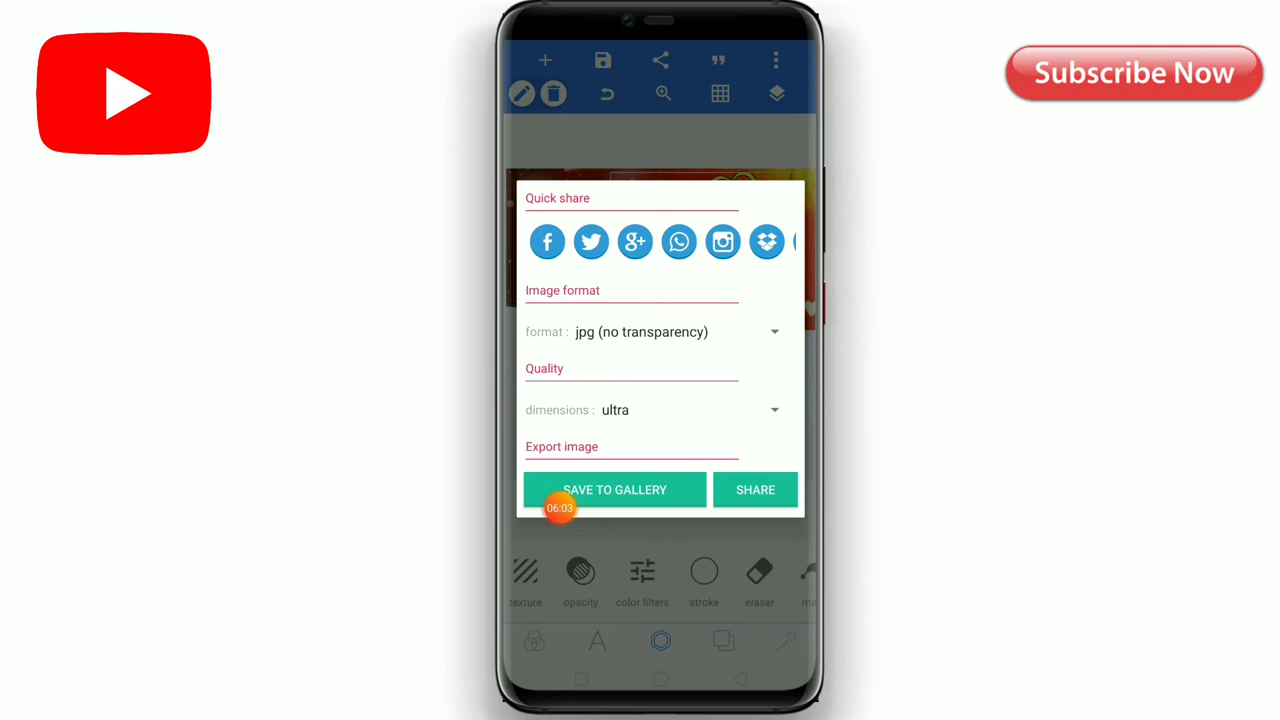 Subscribe Now
Quick share
Image format
format : jpg (no transparency)
Quality
dimensions : ultra
Export image
SAVE TO GALLERY SHARE
06:03
texture opacity color filters stroke eraser